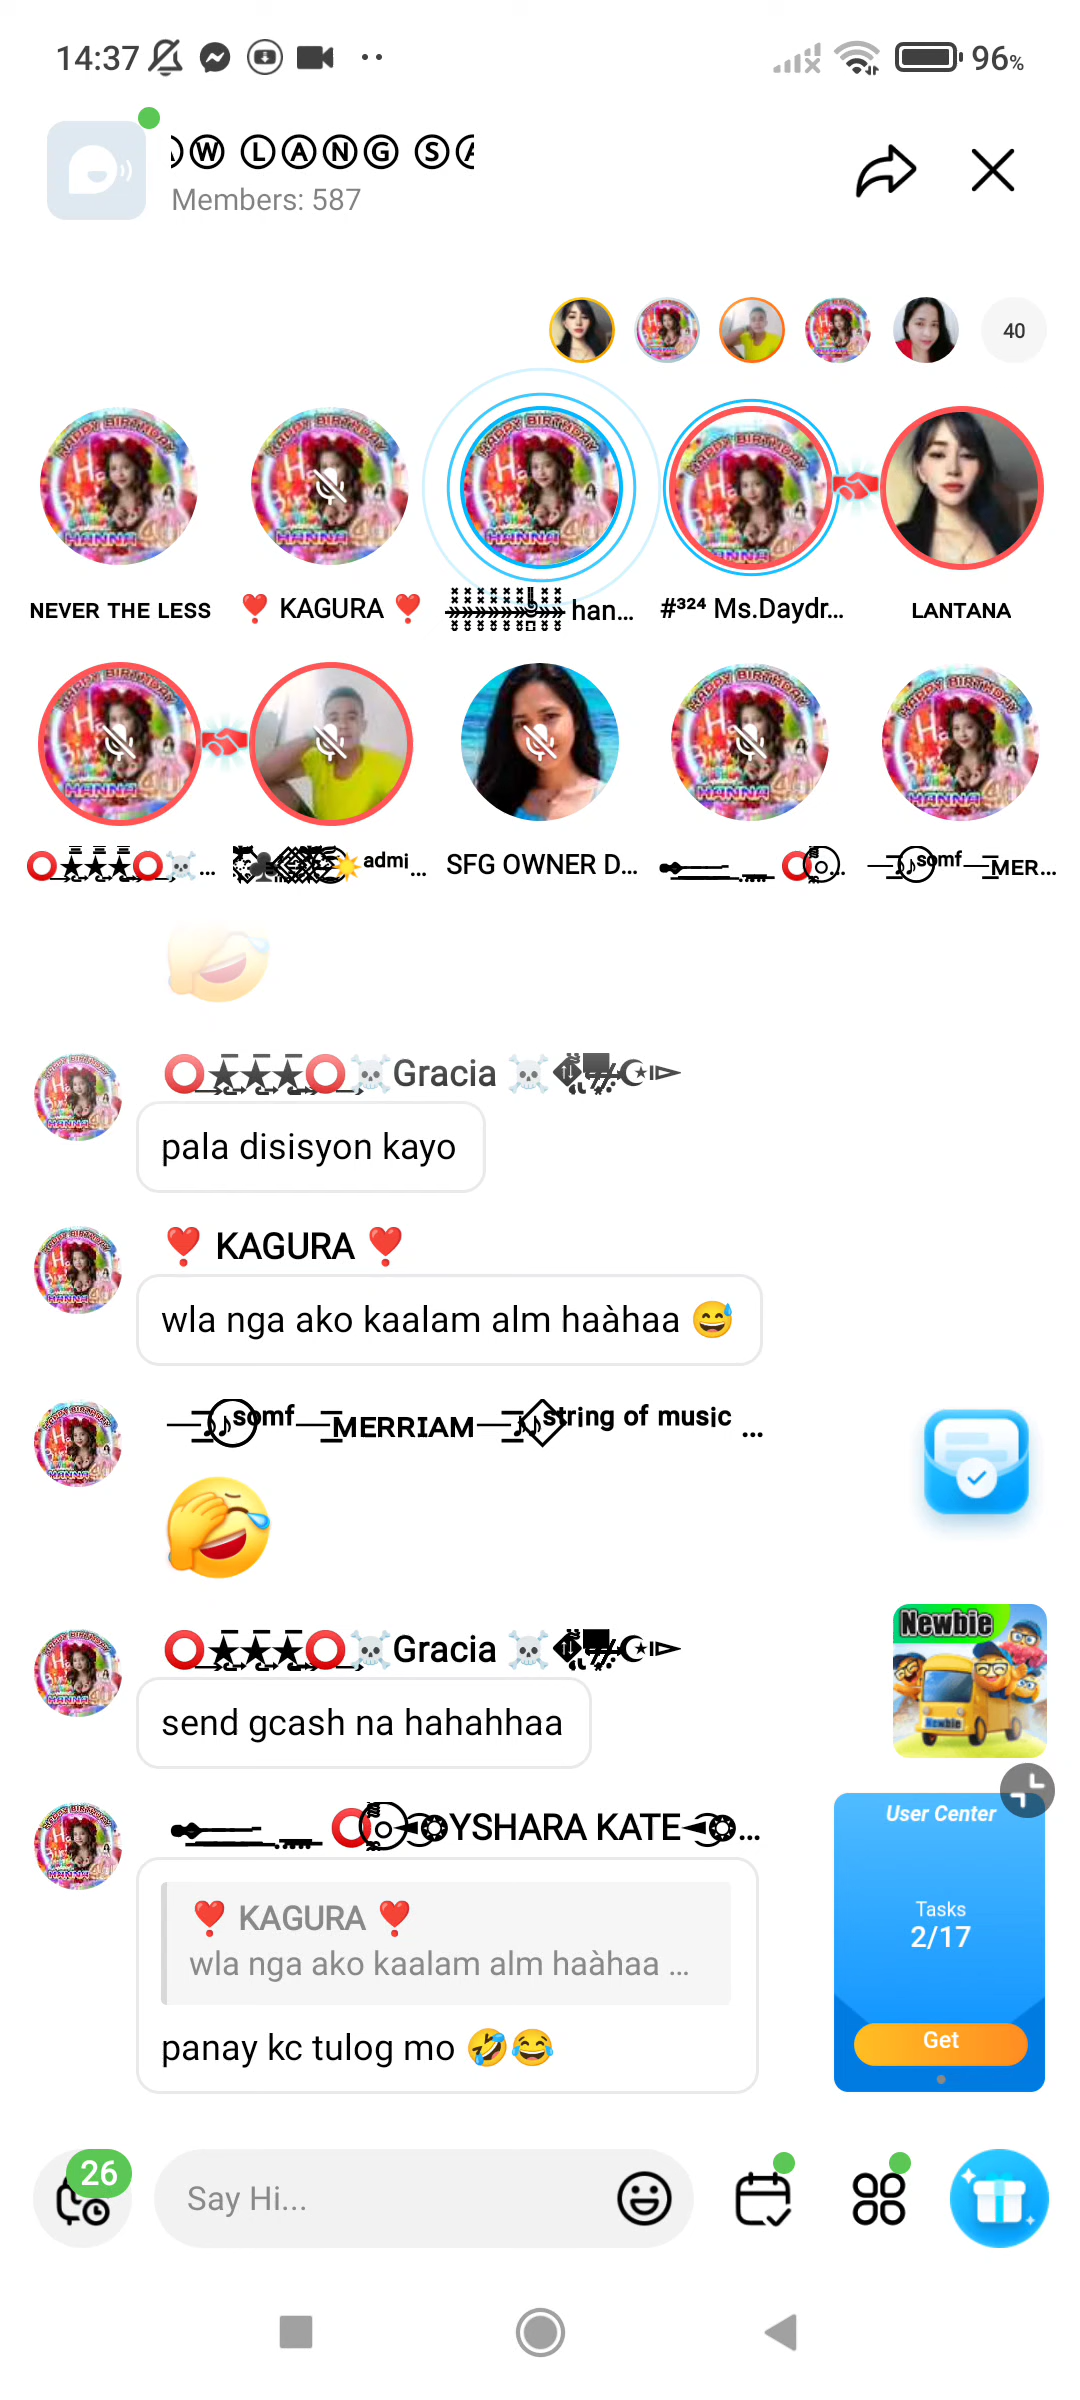 14:37
96%
Ⓦ ⓁⒶⓃⒼ Ⓢ
Members: 587
40
NEVER THE LESS
❣️ KAGURA ❣️
han...
#³²⁴ Ms.Daydr...
LANTANA
⭕★★★⭕☠️...
☀️ᵃᵈᵐⁱ...
SFG OWNER D...
⭕...
ˢᵒᵐᶠ MER...
⭕★★★⭕☠️Gracia ☠️
pala disisyon kayo
❣️ KAGURA ❣️
wla nga ako kaalam alm haàhaa 😅
ˢᵒᵐᶠ MERRIAM ˢᵗʳⁱⁿᵍ ᵒᶠ ᵐᵘˢⁱᶜ ...
⭕★★★⭕☠️Gracia ☠️
send gcash na hahahhaa
Newbie
Newbie
⭕YSHARA KATE...
❣️ KAGURA ❣️
wla nga ako kaalam alm haàhaa ...
panay kc tulog mo 🤣😂
User Center
Tasks
2/17
Get
26
Say Hi...